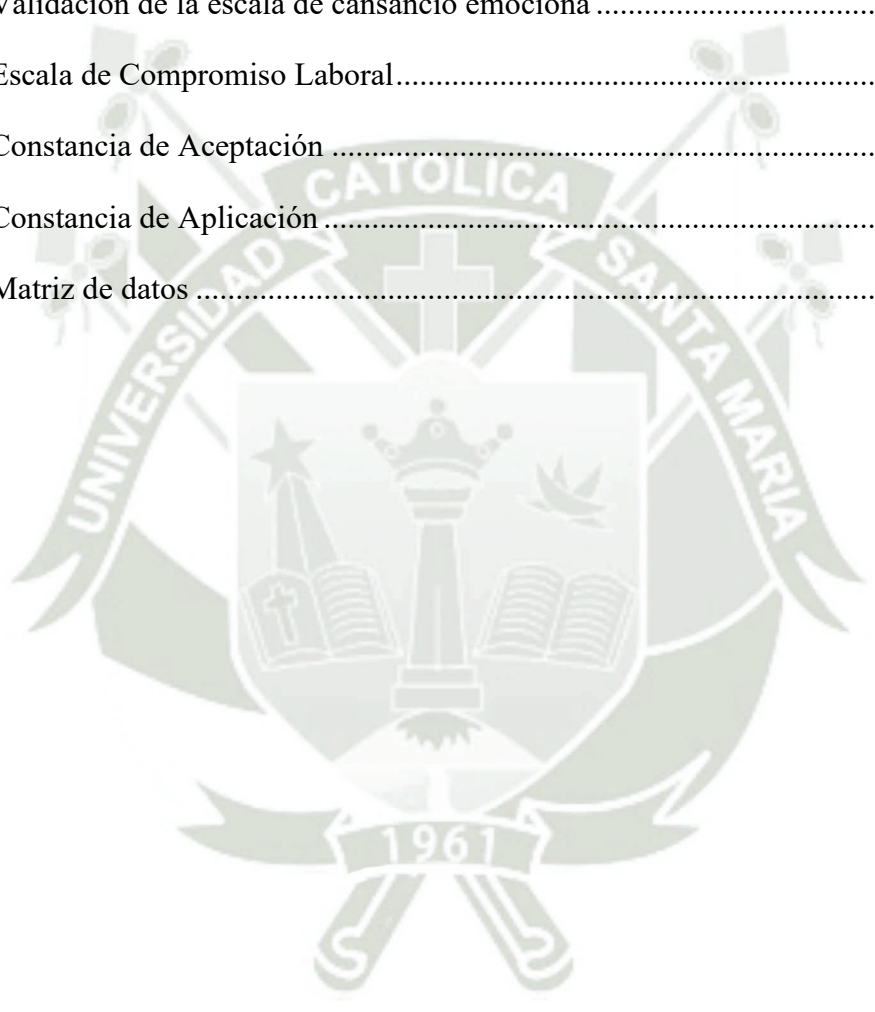 Validación de la escala de cansancio emociona ....................................
Escala de Compromiso Laboral............................................................
Constancia de Aceptación ....................................................................
Constancia de Aplicación ....................................................................
Matriz de datos ...................................................................................
UNIVERSIDAD CATOLICA SANTA MARIA
1961